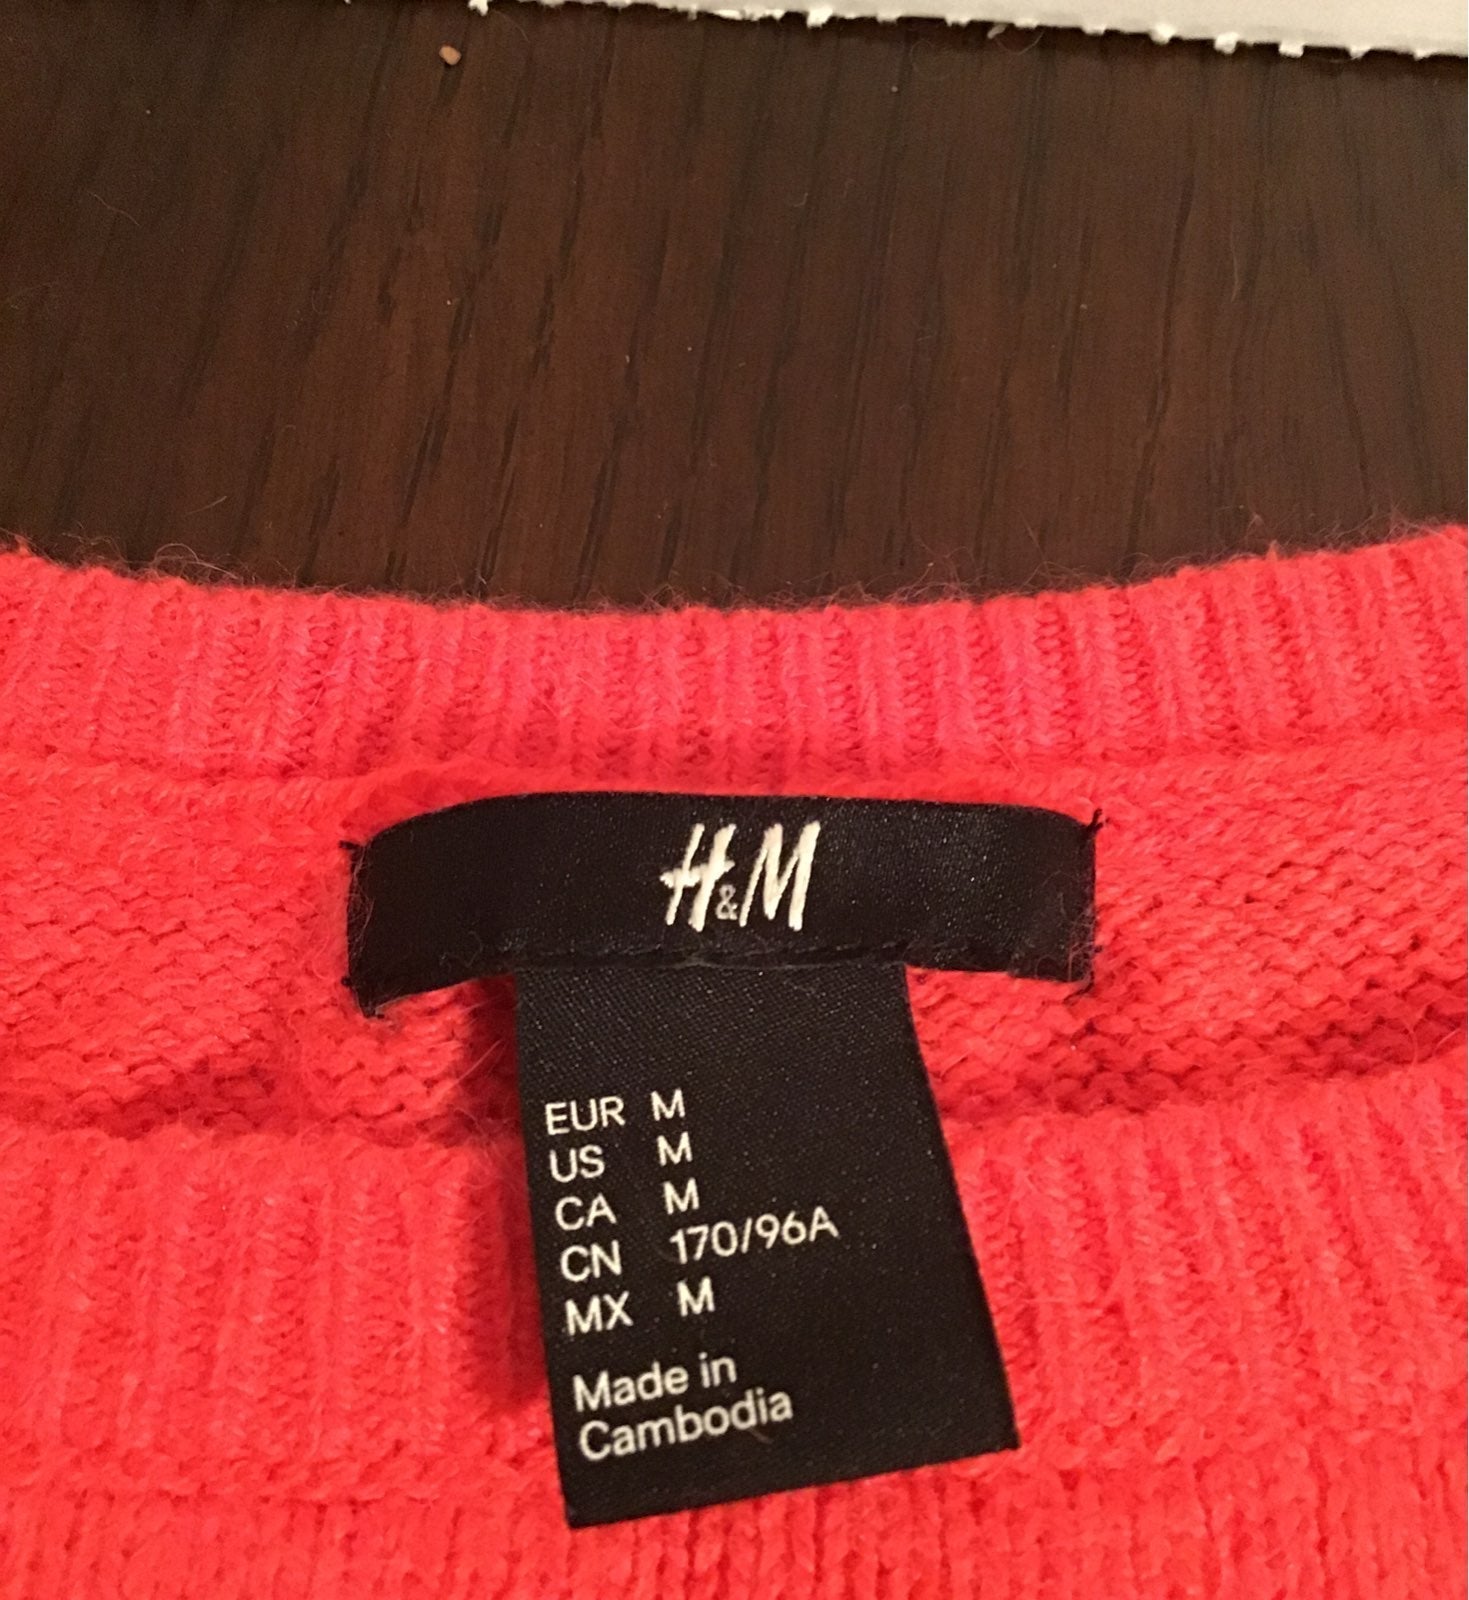 H&M
EUR M
US M
CA M
CN 170/96A
MX M
Made in
Cambodia